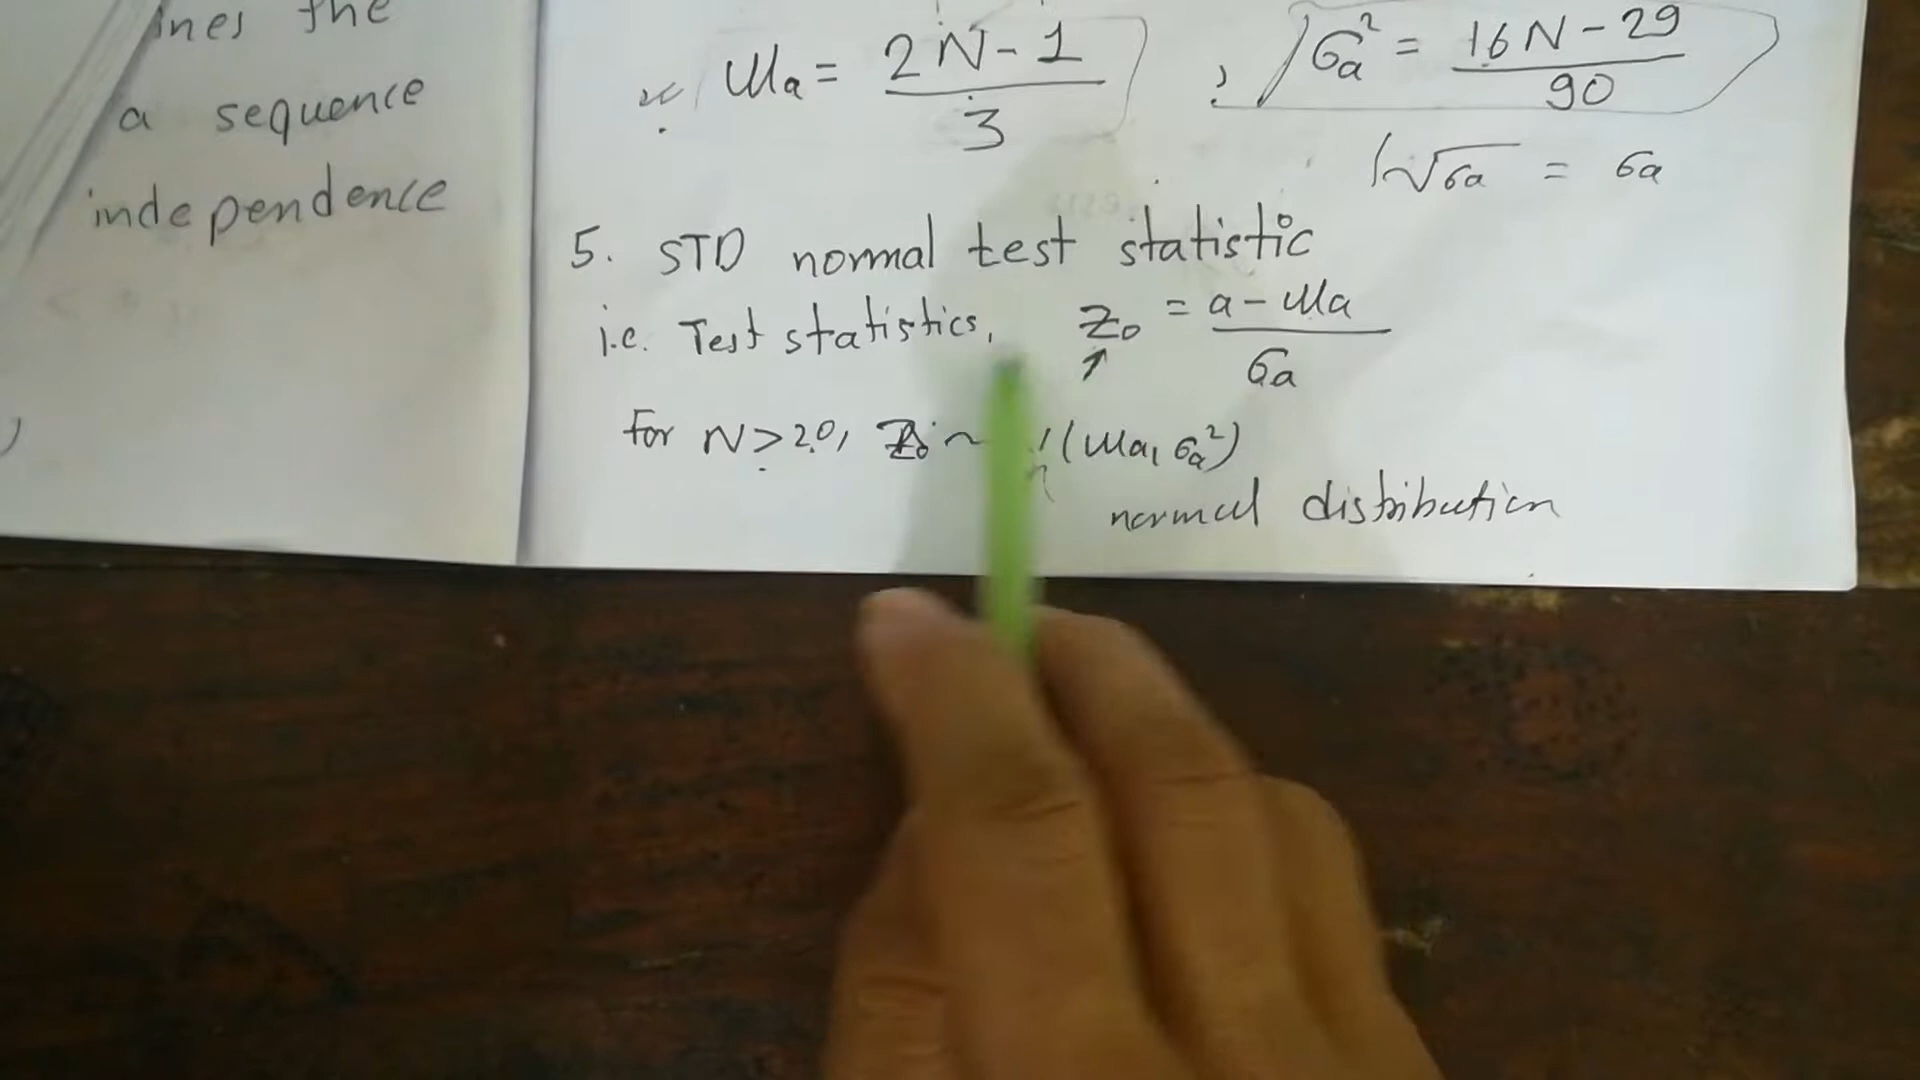 ines the
a sequence
independence
μa = 2N-1 / 3 , σa² = 16N-29 / 90
√σa = σa
5. STD normal test statistic
i.e. Test statistics, Z₀ = a-μa / σa
For N > 20, Z₀ ~ (μa, σa²)
normal distribution